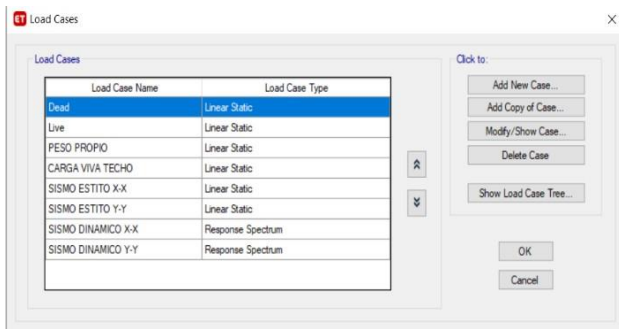 ET Load Cases
Load Cases
Load Case Name Load Case Type
Dead Linear Static
Live Linear Static
PESO PROPIO Linear Static
CARGA VIVA TECHO Linear Static
SISMO ESTITO X-X Linear Static
SISMO ESTITO Y-Y Linear Static
SISMO DINAMICO X-X Response Spectrum
SISMO DINAMICO Y-Y Response Spectrum
Click to:
Add New Case...
Add Copy of Case...
Modify/Show Case...
Delete Case
Show Load Case Tree...
OK
Cancel